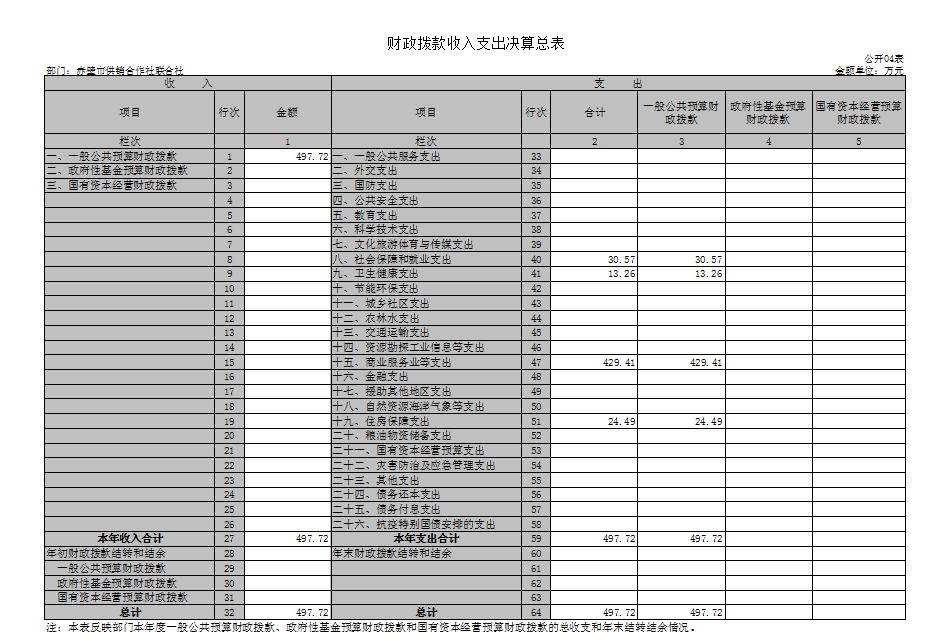 财政拨款收入支出决算总表
公开04表
部门：赤壁市供销合作社联合社 金额单位：万元
收 入 支 出
项目 行次 金额 项目 行次 合计 一般公共预算财政拨款 政府性基金预算财政拨款 国有资本经营预算财政拨款
栏次 1 栏次 2 3 4 5
一、一般公共预算财政拨款 1 497.72 一、一般公共服务支出 33
二、政府性基金预算财政拨款 2 二、外交支出 34
三、国有资本经营财政拨款 3 三、国防支出 35
4 四、公共安全支出 36
5 五、教育支出 37
6 六、科学技术支出 38
7 七、文化旅游体育与传媒支出 39
8 八、社会保障和就业支出 40 30.57 30.57
9 九、卫生健康支出 41 13.26 13.26
10 十、节能环保支出 42
11 十一、城乡社区支出 43
12 十二、农林水支出 44
13 十三、交通运输支出 45
14 十四、资源勘探工业信息等支出 46
15 十五、商业服务业等支出 47 429.41 429.41
16 十六、金融支出 48
17 十七、援助其他地区支出 49
18 十八、自然资源海洋气象等支出 50
19 十九、住房保障支出 51 24.49 24.49
20 二十、粮油物资储备支出 52
21 二十一、国有资本经营预算支出 53
22 二十二、灾害防治及应急管理支出 54
23 二十三、其他支出 55
24 二十四、债务还本支出 56
25 二十五、债务付息支出 57
26 二十六、抗疫特别国债安排的支出 58
本年收入合计 27 497.72 本年支出合计 59 497.72 497.72
年初财政拨款结转和结余 28 年末财政拨款结转和结余 60
一般公共预算财政拨款 29 61
政府性基金预算财政拨款 30 62
国有资本经营预算财政拨款 31 63
总计 32 497.72 总计 64 497.72 497.72
注：本表反映部门本年度一般公共预算财政拨款、政府性基金预算财政拨款和国有资本经营预算财政拨款的总收支和年末结转结余情况。